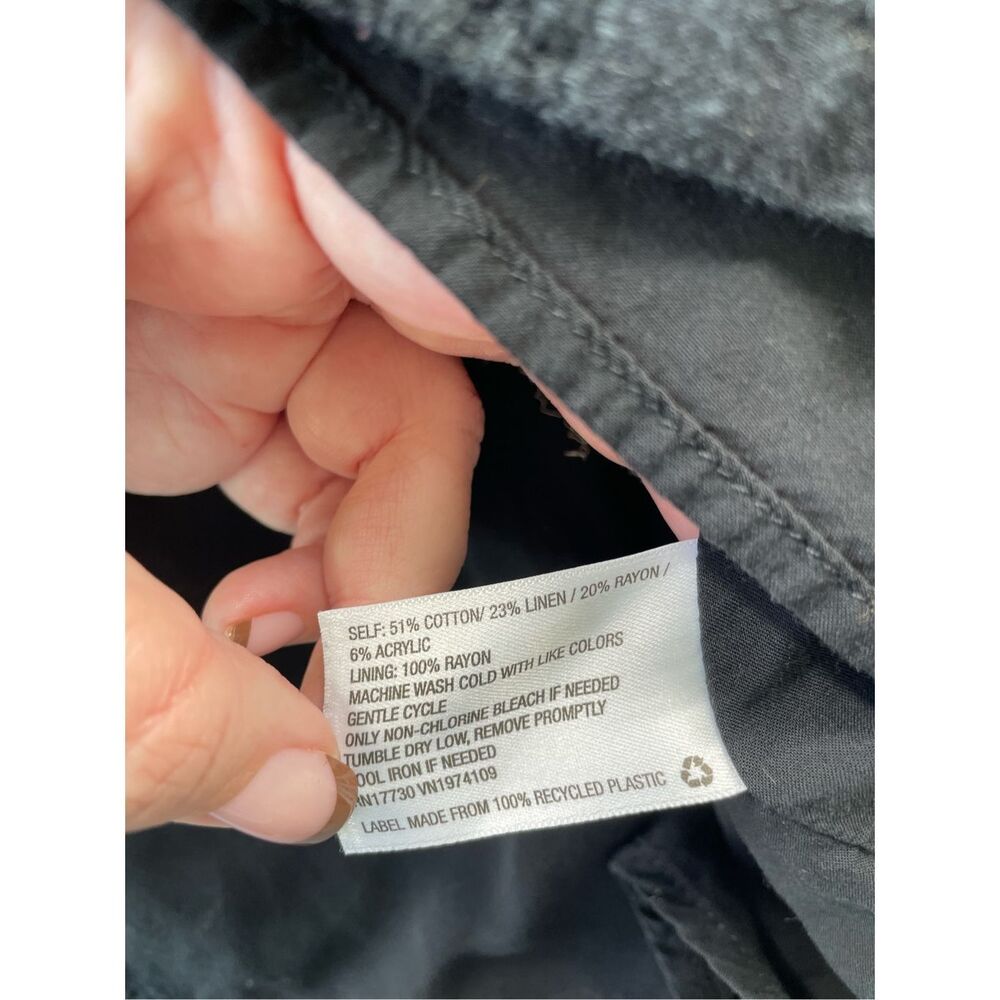 SELF: 51% COTTON/ 23% LINEN / 20% RAYON /
6% ACRYLIC
LINING: 100% RAYON
MACHINE WASH COLD WITH LIKE COLORS
GENTLE CYCLE
ONLY NON-CHLORINE BLEACH IF NEEDED
TUMBLE DRY LOW, REMOVE PROMPTLY
OOL IRON IF NEEDED
RN17730 VN1974109
LABEL MADE FROM 100% RECYCLED PLASTIC